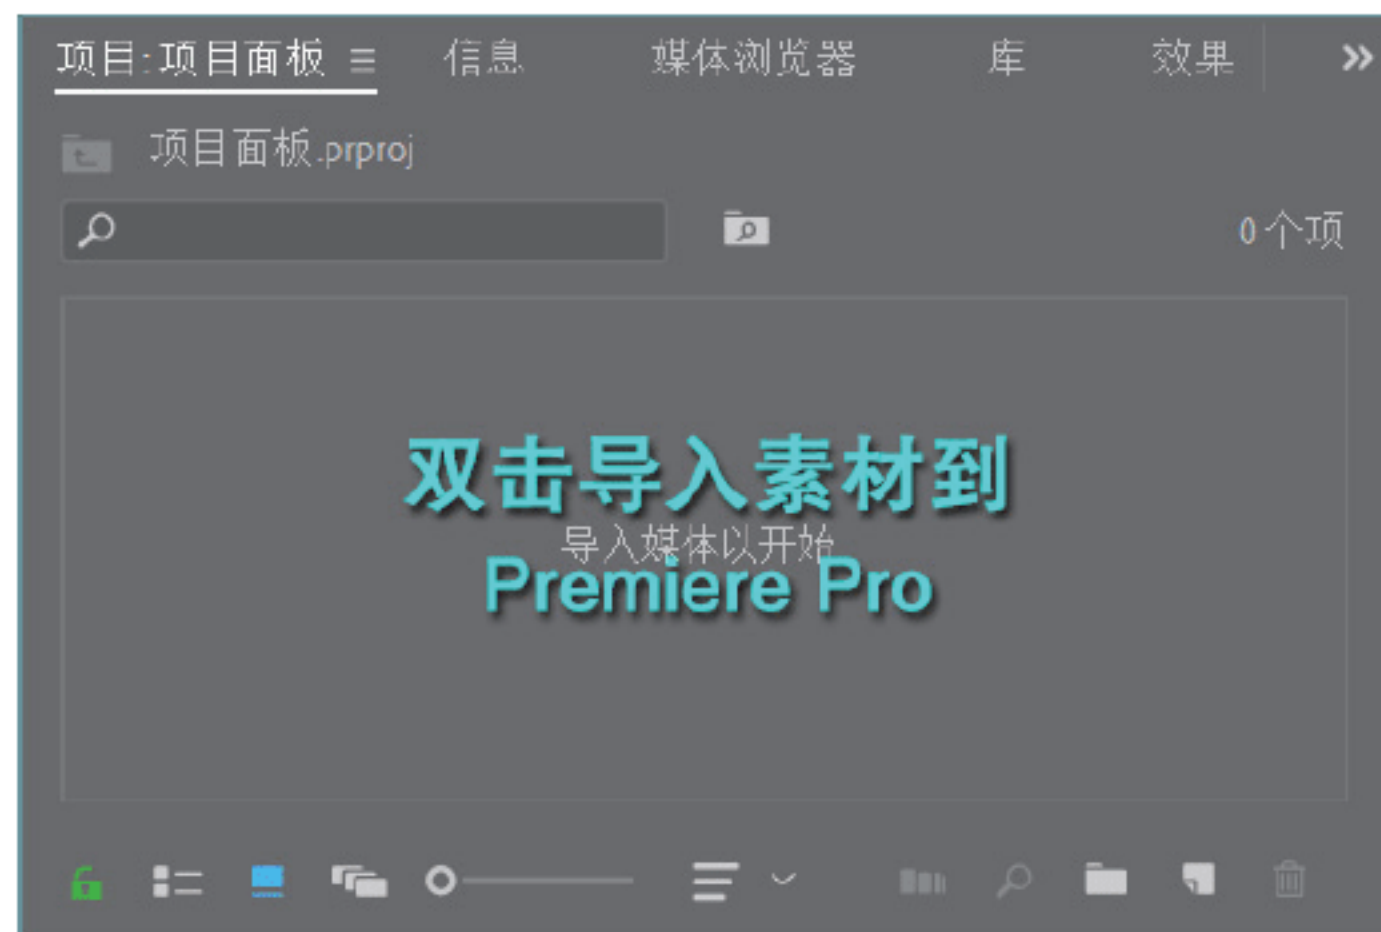 项目:项目面板 信息 媒体浏览器 库 效果
项目面板.prproj
0个项
双击导入素材到
导入媒体以开始
Premiere Pro